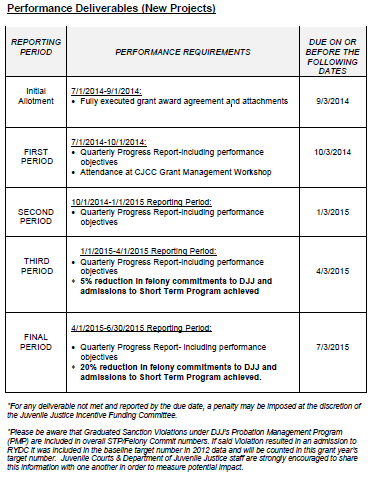 Performance Deliverables (New Projects)
REPORTING
PERIOD
PERFORMANCE REQUIREMENTS
DUE ON OR
BEFORE THE
FOLLOWING
DATES
Initial
Allotment
7/1/2014-9/1/2014:
• Fully executed grant award agreement and attachments
9/3/2014
FIRST
PERIOD
7/1/2014-10/1/2014:
• Quarterly Progress Report-including performance
objectives
• Attendance at CJCC Grant Management Workshop
10/3/2014
SECOND
PERIOD
10/1/2014-1/1/2015 Reporting Period:
• Quarterly Progress Report-including performance
objectives
1/3/2015
THIRD
PERIOD
1/1/2015-4/1/2015 Reporting Period:
• Quarterly Progress Report-including performance
objectives
• 5% reduction in felony commitments to DJJ and
admissions to Short Term Program achieved
4/3/2015
FINAL
PERIOD
4/1/2015-6/30/2015 Reporting Period:
• Quarterly Progress Report- including performance
objectives
• 20% reduction in felony commitments to DJJ and
admissions to Short Term Program achieved.
7/3/2015
*For any deliverable not met and reported by the due date, a penalty may be imposed at the discretion of
the Juvenile Justice Incentive Funding Committee.
*Please be aware that Graduated Sanction Violations under DJJ's Probation Management Program
(PMP) are included in overall STP/Felony Commit numbers. If said Violation resulted in an admission to
RYDC it was included in the baseline target number in 2012 data and will be counted in this grant year's
target number. Juvenile Courts & Department of Juvenile Justice staff are strongly encouraged to share
this information with one another in order to measure potential impact.